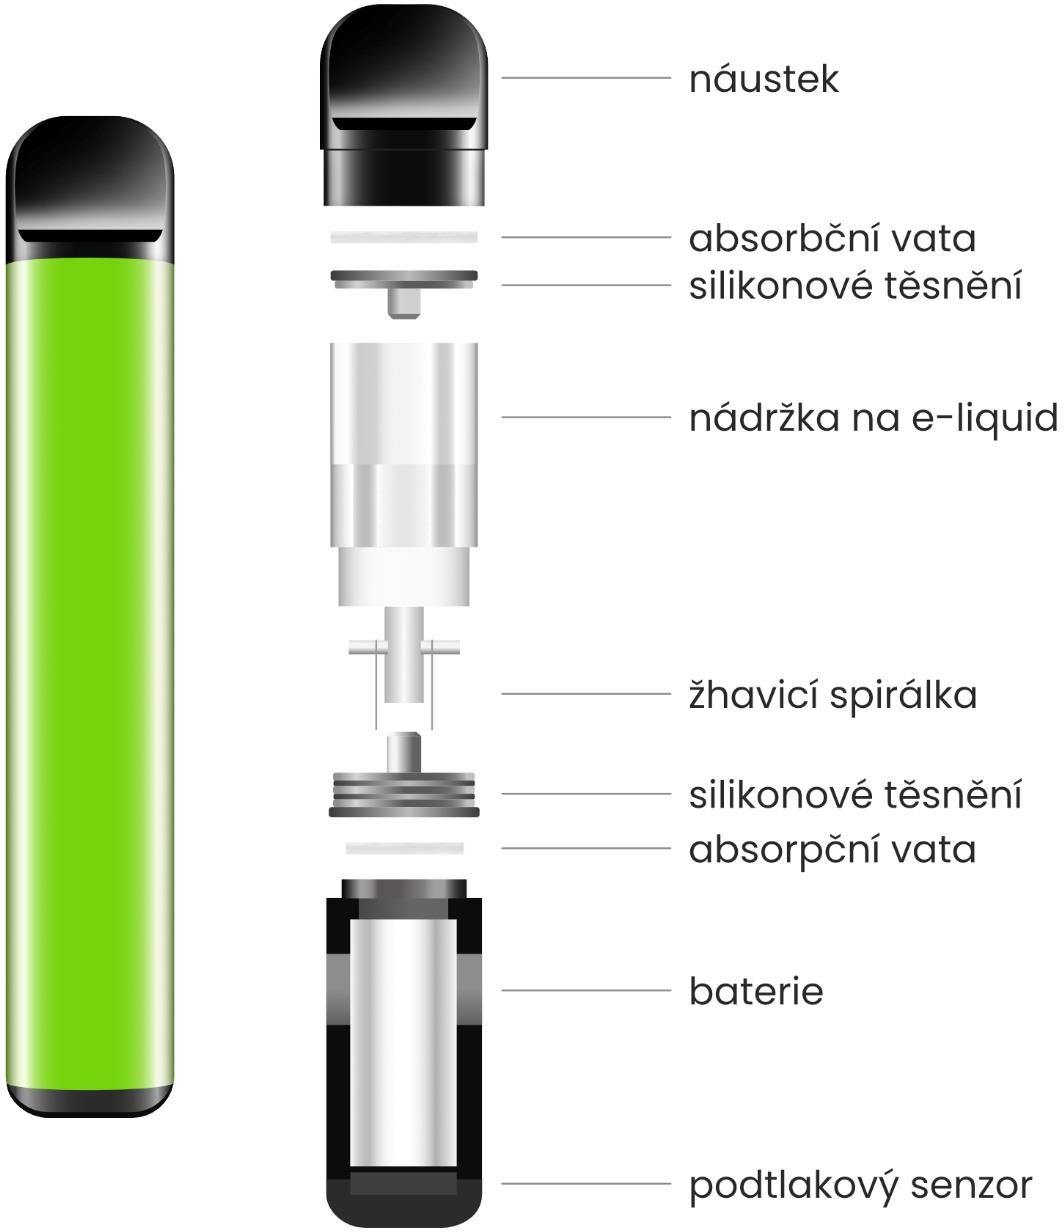 náustek
absorbční vata
silikonové těsnění
nádržka na e-liquid
žhavicí spirálka
silikonové těsnění
absorpční vata
baterie
podtlakový senzor